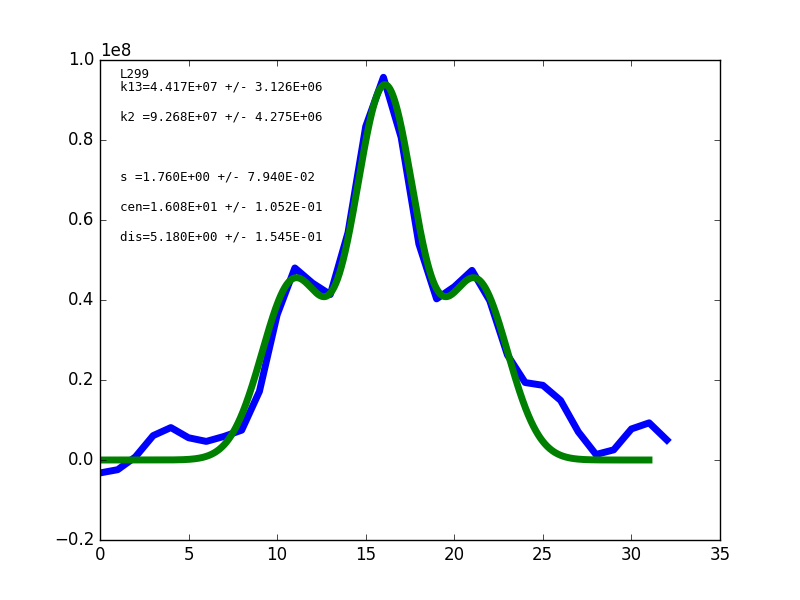 1e8
L299
k13=4.417E+07 +/- 3.126E+06
k2 =9.268E+07 +/- 4.275E+06
s =1.760E+00 +/- 7.940E-02
cen=1.608E+01 +/- 1.052E-01
dis=5.180E+00 +/- 1.545E-01
1.0
0.8
0.6
0.4
0.2
0.0
−0.2
0 5 10 15 20 25 30 35